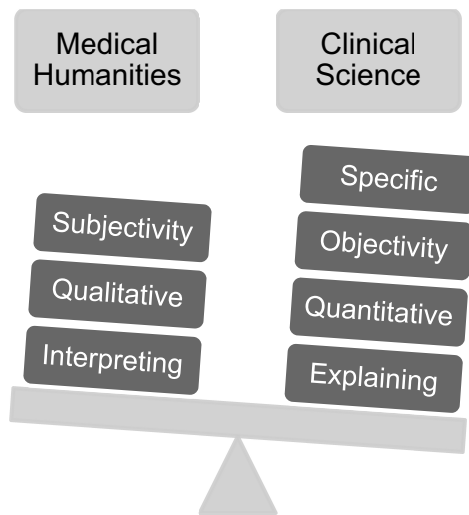 Medical
Humanities
Clinical
Science
Specific
Subjectivity
Objectivity
Qualitative
Quantitative
Interpreting
Explaining